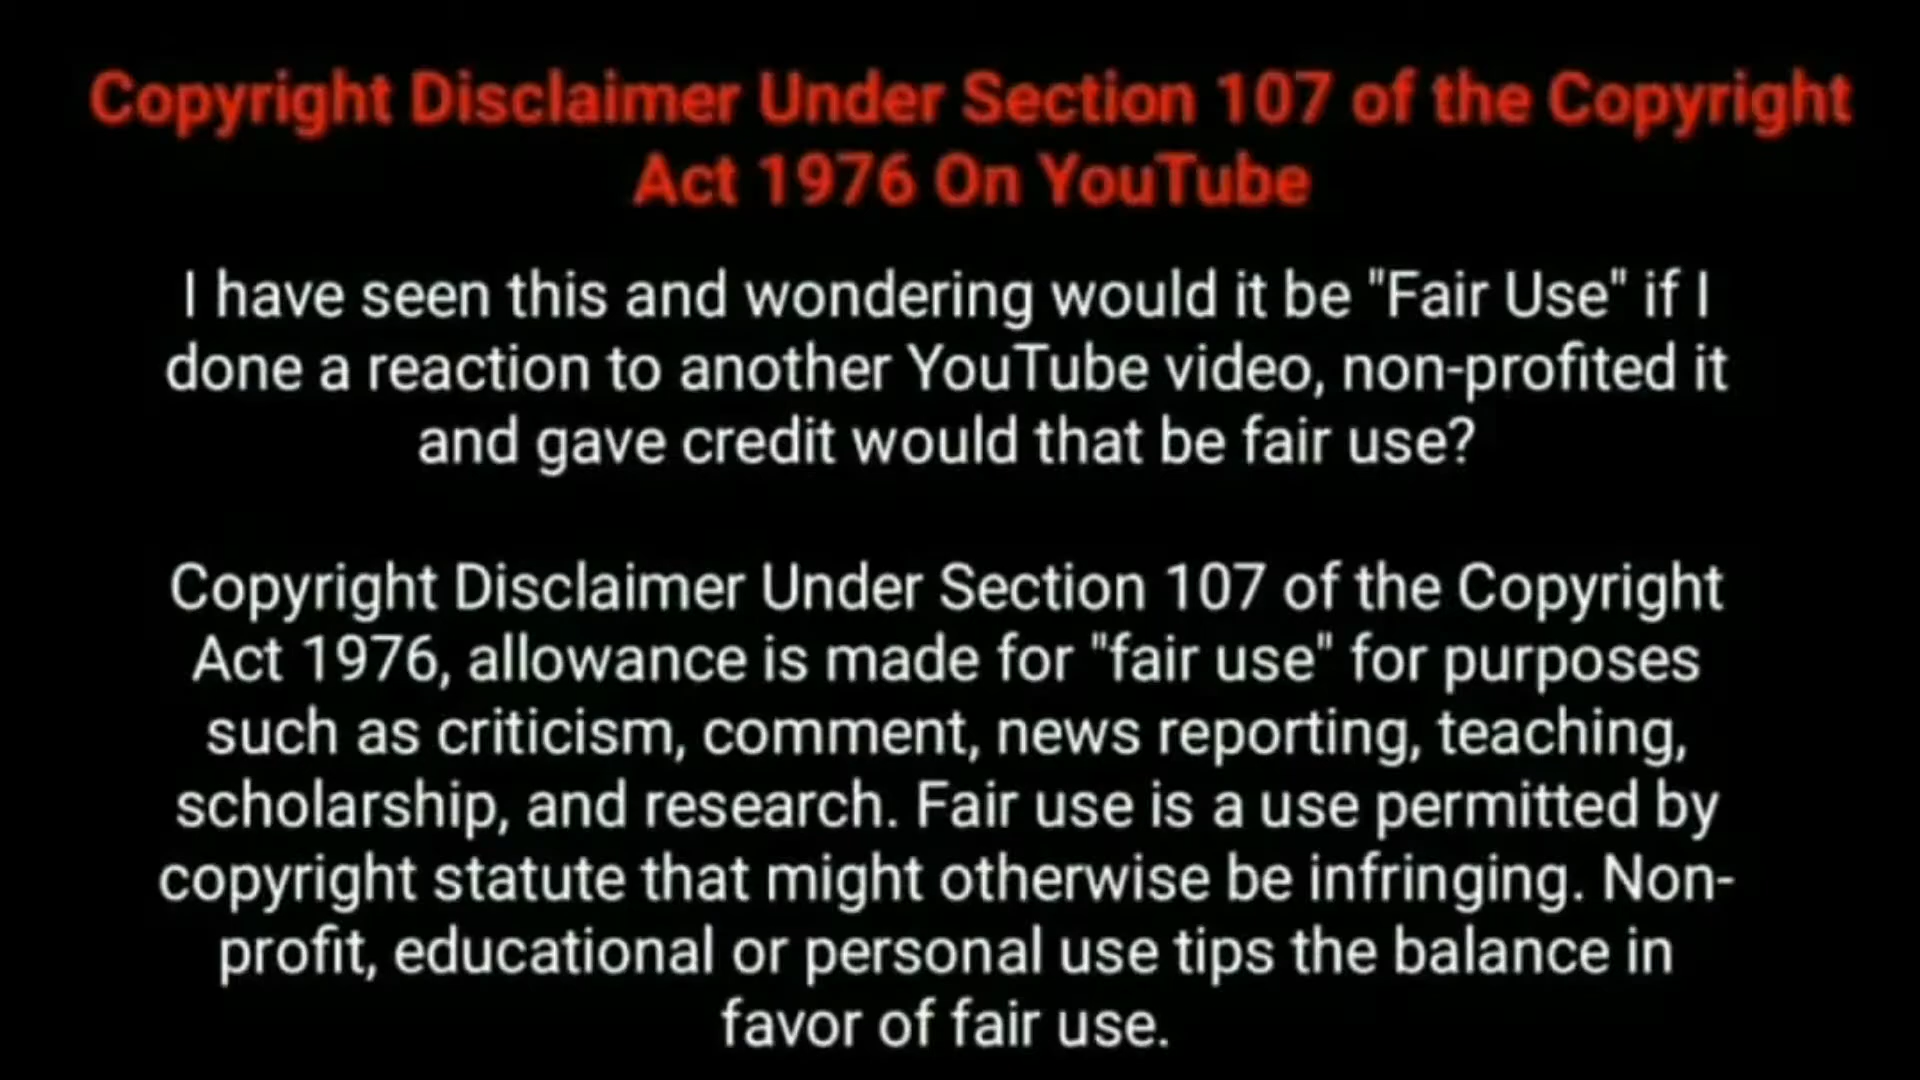 Copyright Disclaimer Under Section 107 of the Copyright
Act 1976 On YouTube
I have seen this and wondering would it be "Fair Use" if I
done a reaction to another YouTube video, non-profited it
and gave credit would that be fair use?
Copyright Disclaimer Under Section 107 of the Copyright
Act 1976, allowance is made for "fair use" for purposes
such as criticism, comment, news reporting, teaching,
scholarship, and research. Fair use is a use permitted by
copyright statute that might otherwise be infringing. Non-
profit, educational or personal use tips the balance in
favor of fair use.